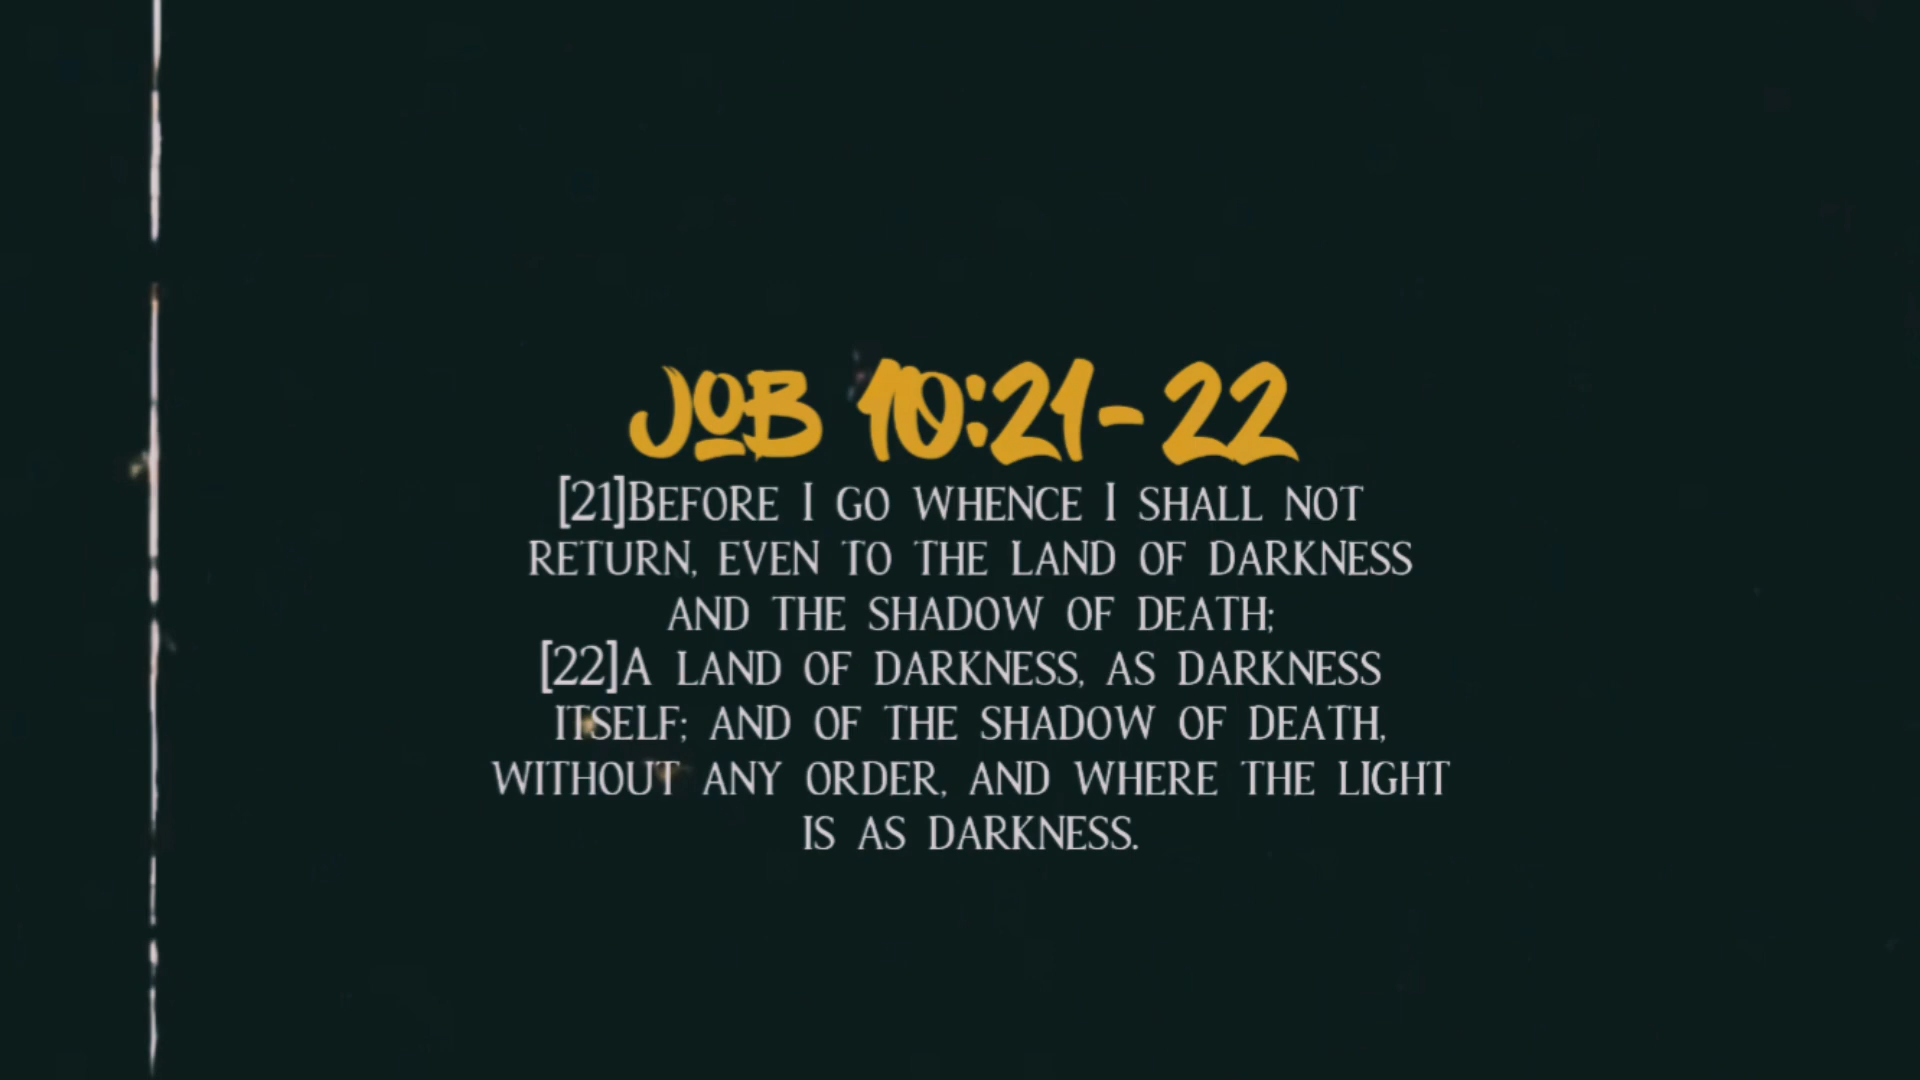 JOB 10:21-22
[21]Before I go whence I shall not
return, even to the land of darkness
and the shadow of death;
[22]A land of darkness, as darkness
itself; and of the shadow of death,
without any order, and where the light
is as darkness.